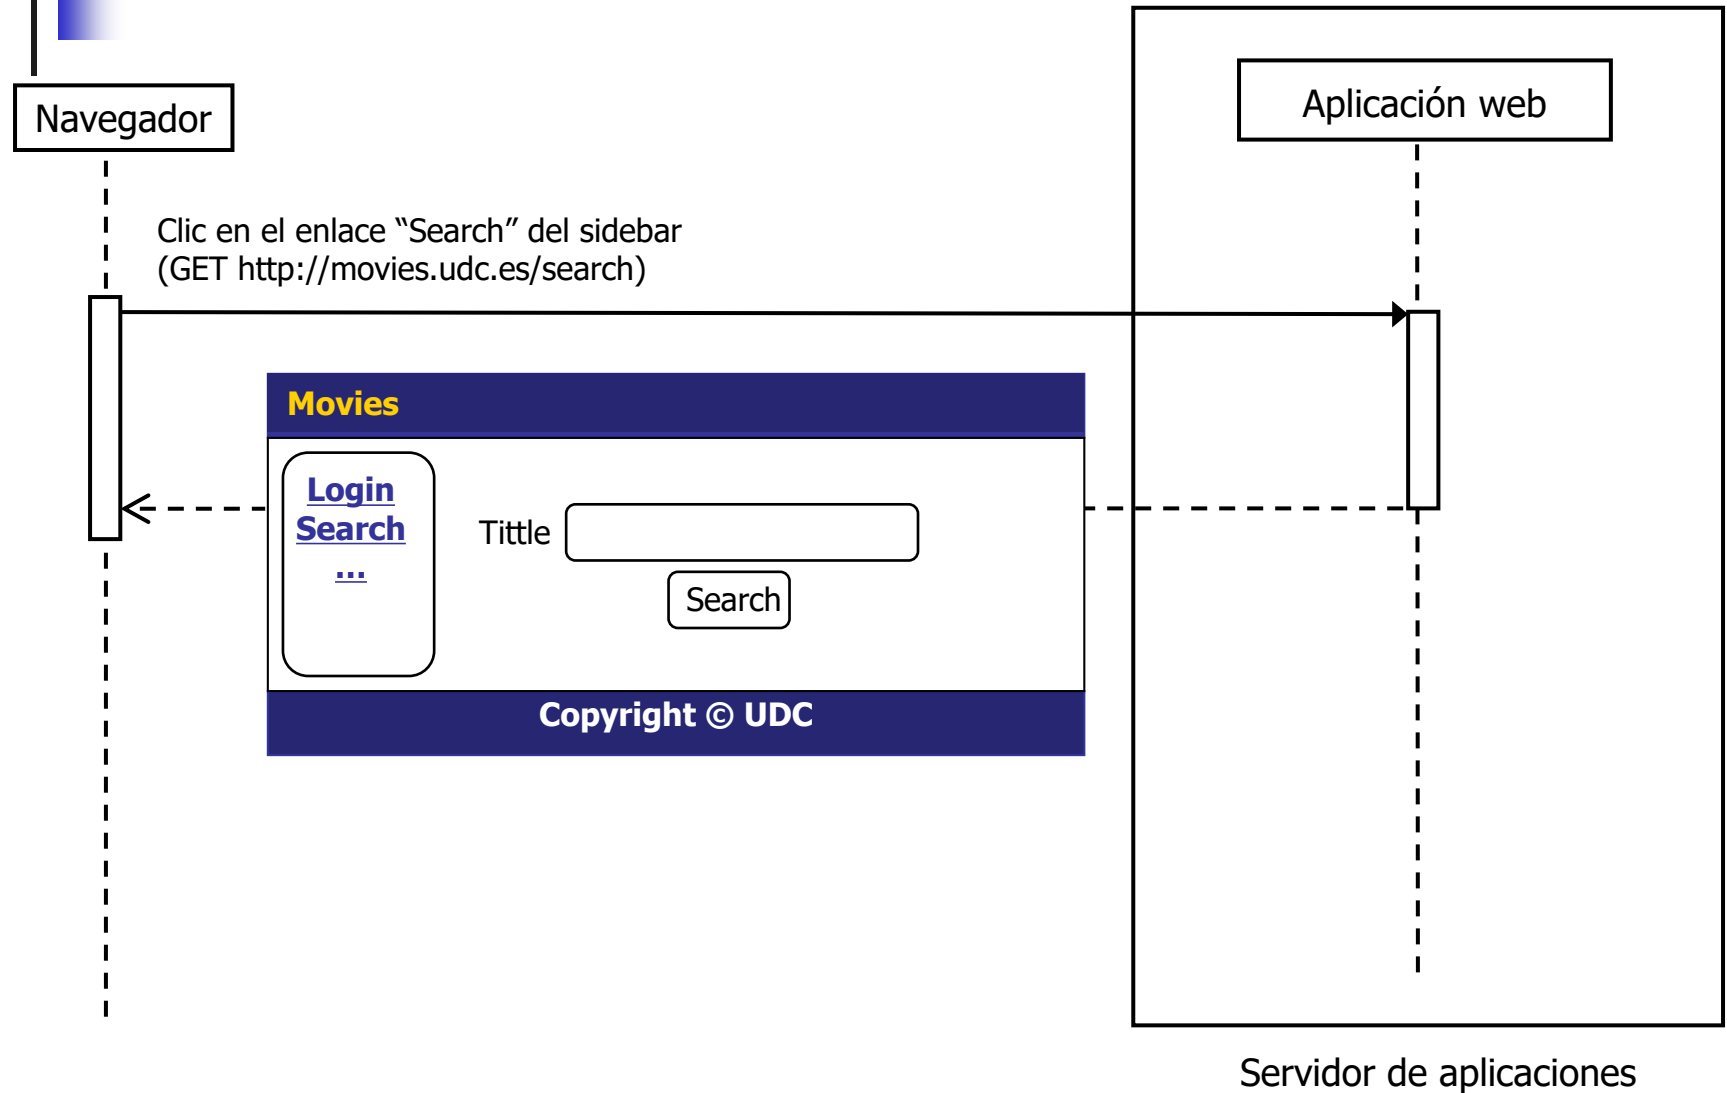 Navegador
Aplicación web
Clic en el enlace “Search” del sidebar
(GET http://movies.udc.es/search)
Movies
Login
Search
...
Tittle
Search
Copyright © UDC
Servidor de aplicaciones